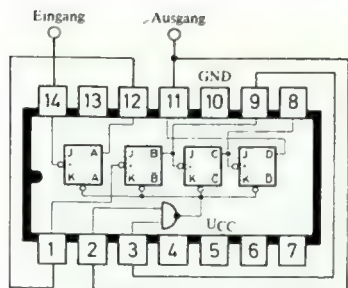 Eingang Ausgang
GND
14 13 12 11 10 9 8
J A J B J C J D
K A K B K C K D
UCC
1 2 3 4 5 6 7